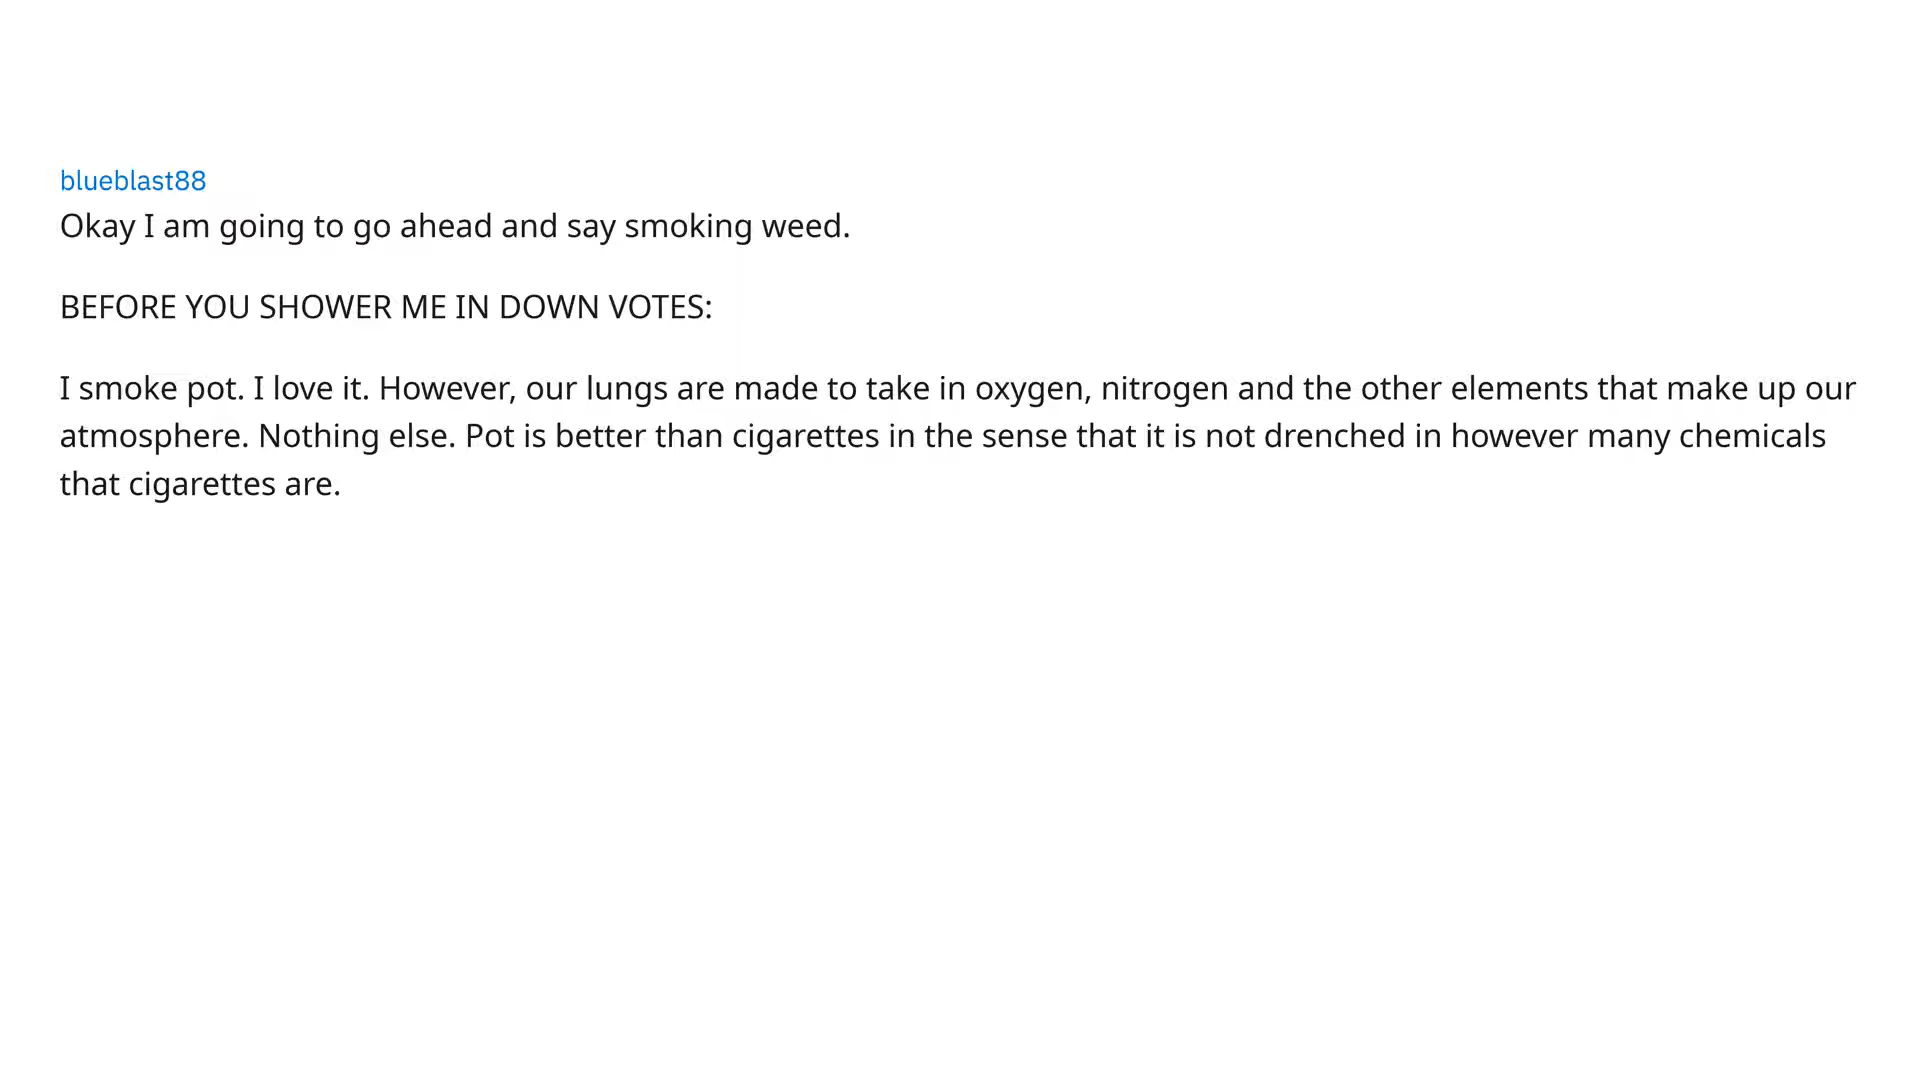 blueblast88
Okay I am going to go ahead and say smoking weed.
BEFORE YOU SHOWER ME IN DOWN VOTES:
I smoke pot. I love it. However, our lungs are made to take in oxygen, nitrogen and the other elements that make up our
atmosphere. Nothing else. Pot is better than cigarettes in the sense that it is not drenched in however many chemicals
that cigarettes are.